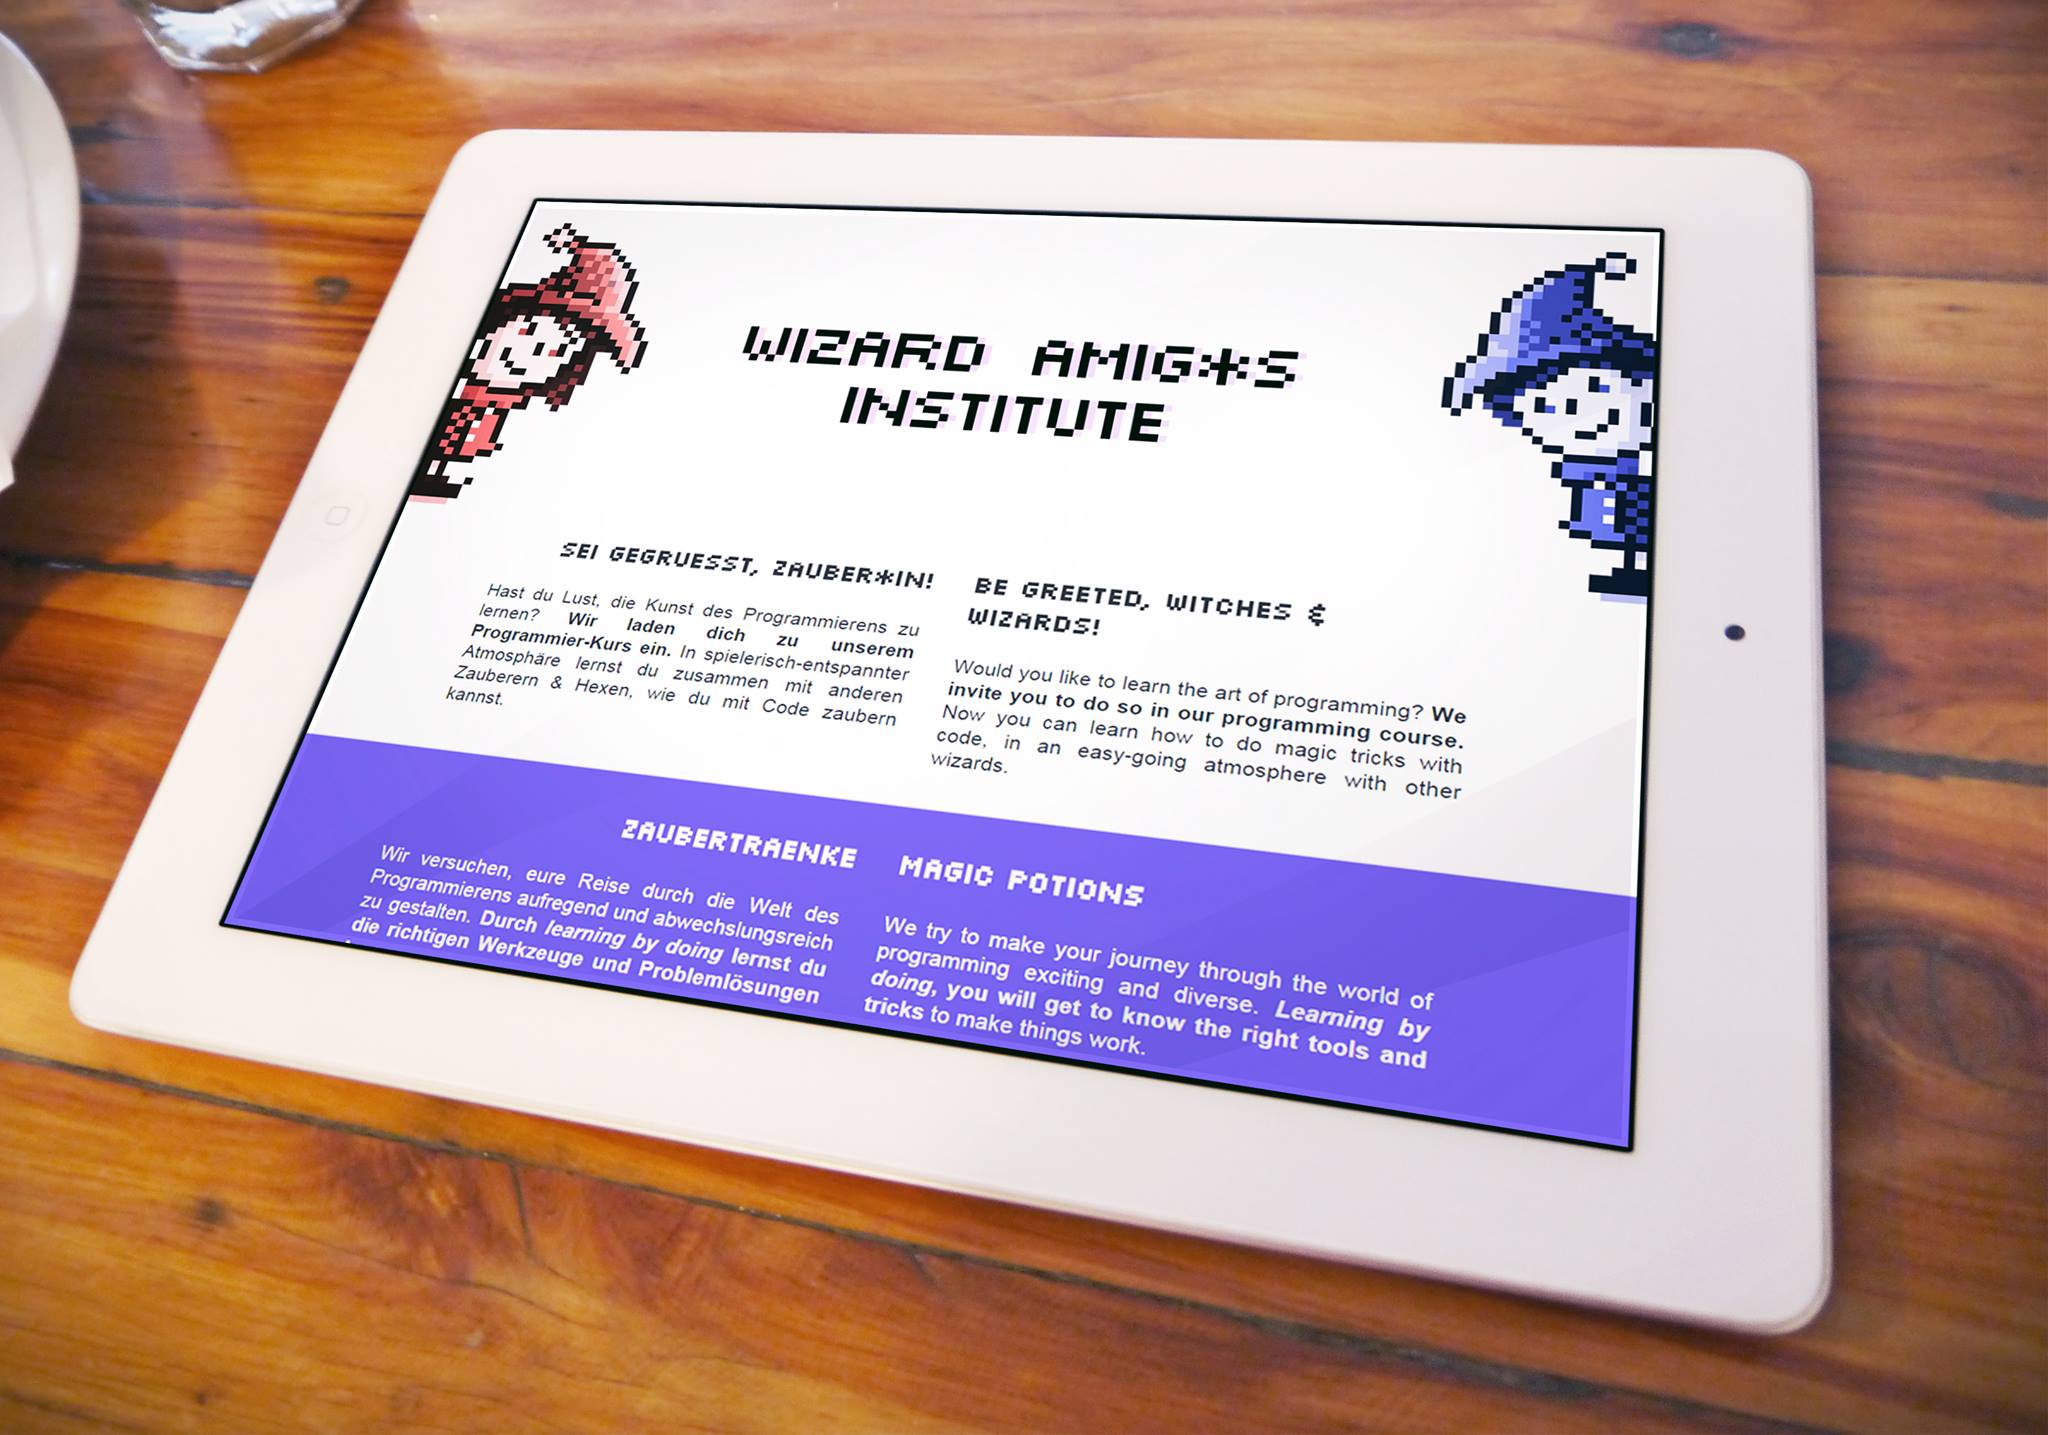 WIZARD AMIG*S
INSTITUTE
SEI GEGRUESST, ZAUBER*IN!
Hast du Lust, die Kunst des Programmierens zu
lernen? Wir laden dich zu unserem
Programmier-Kurs ein. In spielerisch-entspannter
Atmosphäre lernst du zusammen mit anderen
Zauberern & Hexen, wie du mit Code zaubern
kannst.
BE GREETED, WITCHES &
WIZARDS!
Would you like to learn the art of programming? We
invite you to do so in our programming course.
Now you can learn how to do magic tricks with
code, in an easy-going atmosphere with other
wizards.
ZAUBERTRAENKE
Wir versuchen, eure Reise durch die Welt des
Programmierens aufregend und abwechslungsreich
zu gestalten. Durch learning by doing lernst du
die richtigen Werkzeuge und Problemlösungen
MAGIC POTIONS
We try to make your journey through the world of
programming exciting and diverse. Learning by
doing, you will get to know the right tools and
tricks to make things work.